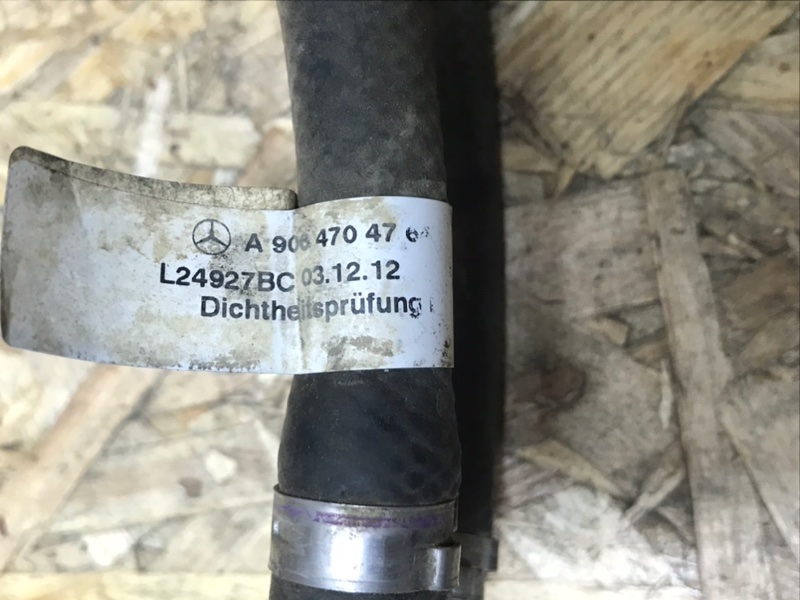 A 906 470 47
L24927BC 03.12.12
Dichtheitsprüfung